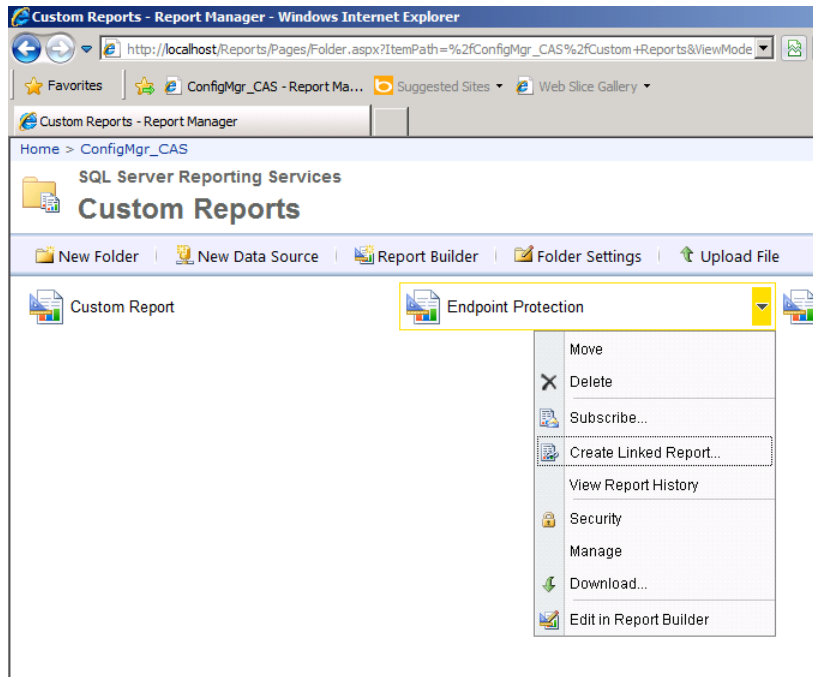 Custom Reports - Report Manager - Windows Internet Explorer
http://localhost/Reports/Pages/Folder.aspx?ItemPath=%2fConfigMgr_CAS%2fCustom+Reports&ViewMode
Favorites ConfigMgr_CAS - Report Ma... Suggested Sites Web Slice Gallery
Custom Reports - Report Manager
Home > ConfigMgr_CAS
SQL Server Reporting Services
Custom Reports
New Folder New Data Source Report Builder Folder Settings Upload File
Custom Report Endpoint Protection
Move
Delete
Subscribe...
Create Linked Report...
View Report History
Security
Manage
Download...
Edit in Report Builder